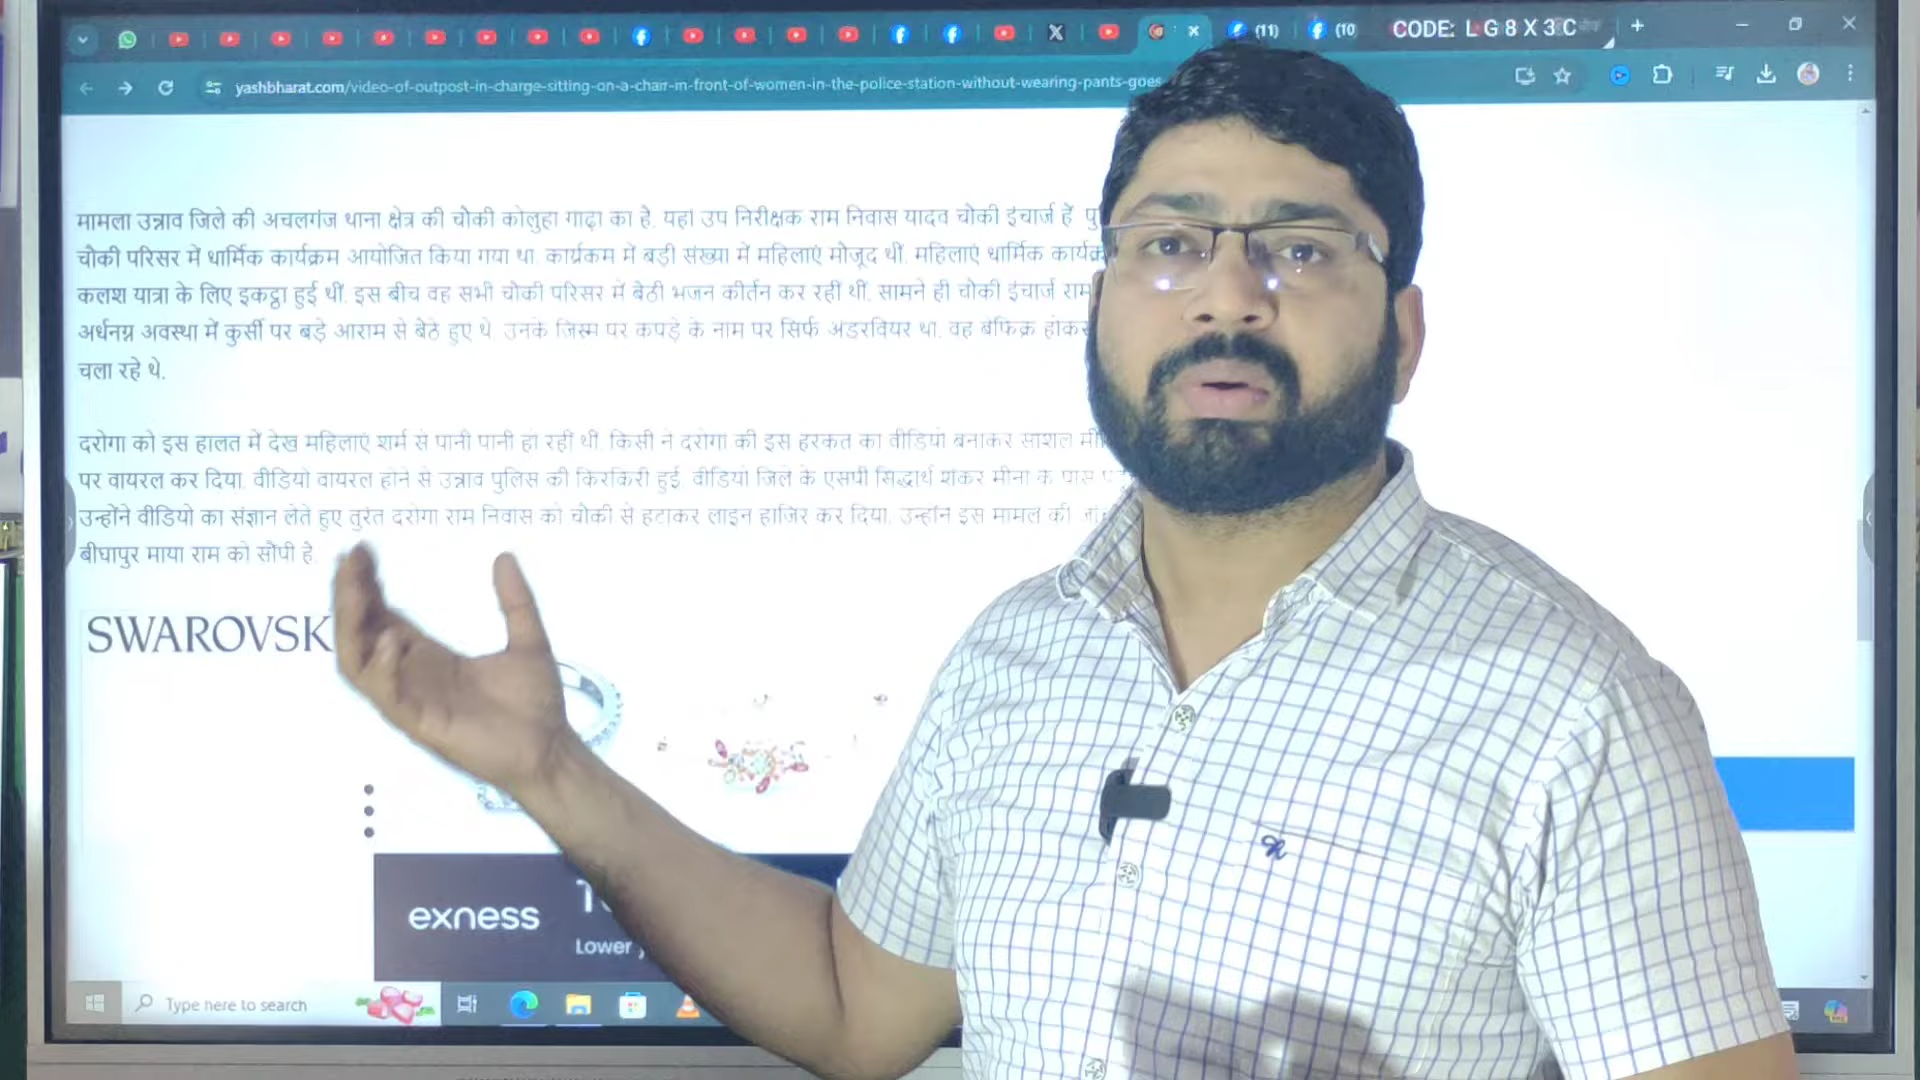 (11)
(10
CODE: LG8X3C
yashbharat.com/video-of-outpost-in-charge-sitting-on-a-chair-in-front-of-women-in-the-police-station-without-wearing-pants-goes-
मामला उन्नाव जिले की अचलगंज थाना क्षेत्र की चौकी कोलुहा गाढ़ा का है. यहां उप निरीक्षक राम निवास यादव चौकी इंचार्ज हैं
चौकी परिसर में धार्मिक कार्यक्रम आयोजित किया गया था. कार्यक्रम में बड़ी संख्या में महिलाएं मौजूद थीं. महिलाएं धार्मिक
कलश यात्रा के लिए इकट्ठा हुई थीं. इस बीच वह सभी चौकी परिसर में बैठी भजन कीर्तन कर रहीं थीं. सामने ही चौकी इंचार्ज राम
अर्धनग्न अवस्था में कुर्सी पर बड़े आराम से बैठे हुए थे. उनके जिस्म पर कपड़े के नाम पर सिर्फ अंडरवियर था. वह बेफिक्र होकर
चला रहे थे.
दरोगा को इस हालत में देख महिलाएं शर्म से पानी पानी हो रहीं थीं. किसी ने दरोगा की इस हरकत का वीडियो बनाकर सोशल
पर वायरल कर दिया. वीडियो वायरल होने से उन्नाव पुलिस की किरकिरी हुई. वीडियो जिले के एसपी सिद्धार्थ शंकर मीना के पास
उन्होंने वीडियो का संज्ञान लेते हुए तुरंत दरोगा राम निवास को चौकी से हटाकर लाइन हाजिर कर दिया. उन्होंने इस मामले की
बीघापुर माया राम को सौंपी है.
SWAROVSK
exness
Lower
Type here to search